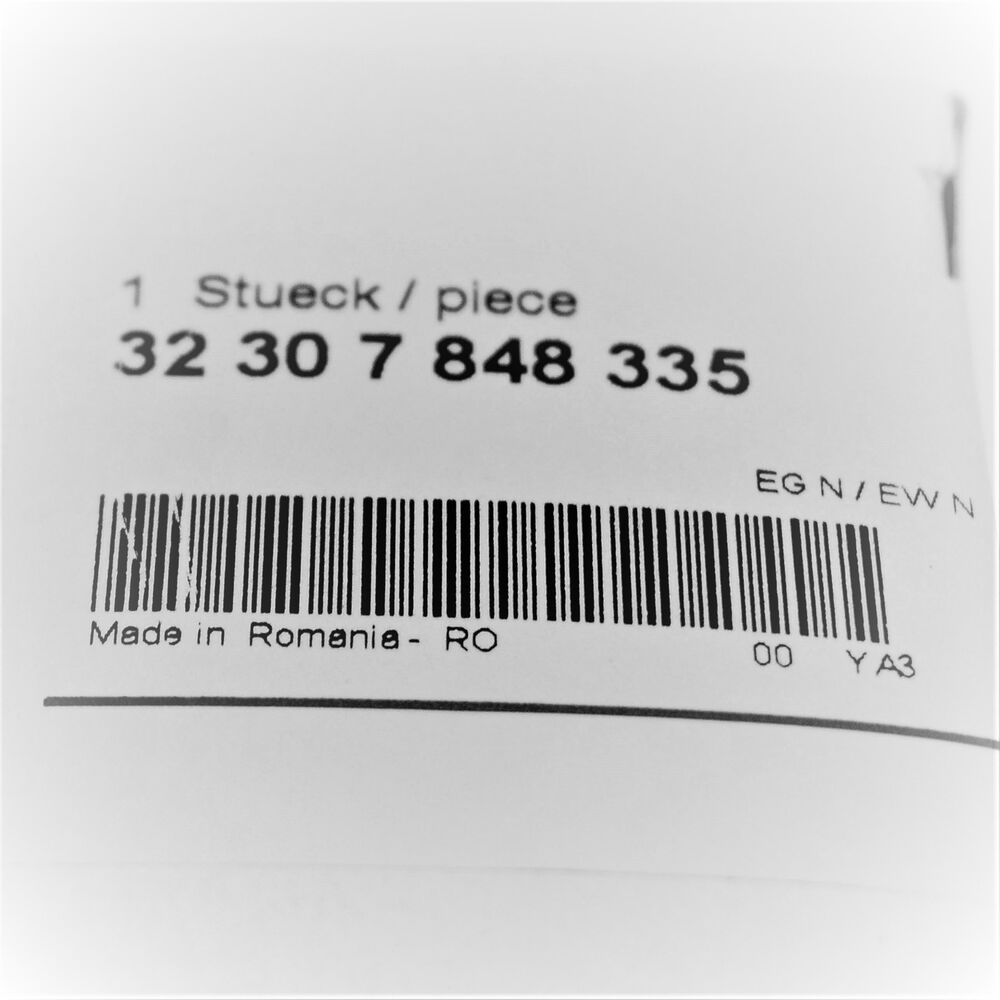 1 Stueck / piece
32 30 7 848 335
EG N / EW N
Made in Romania - RO
00 Y A3